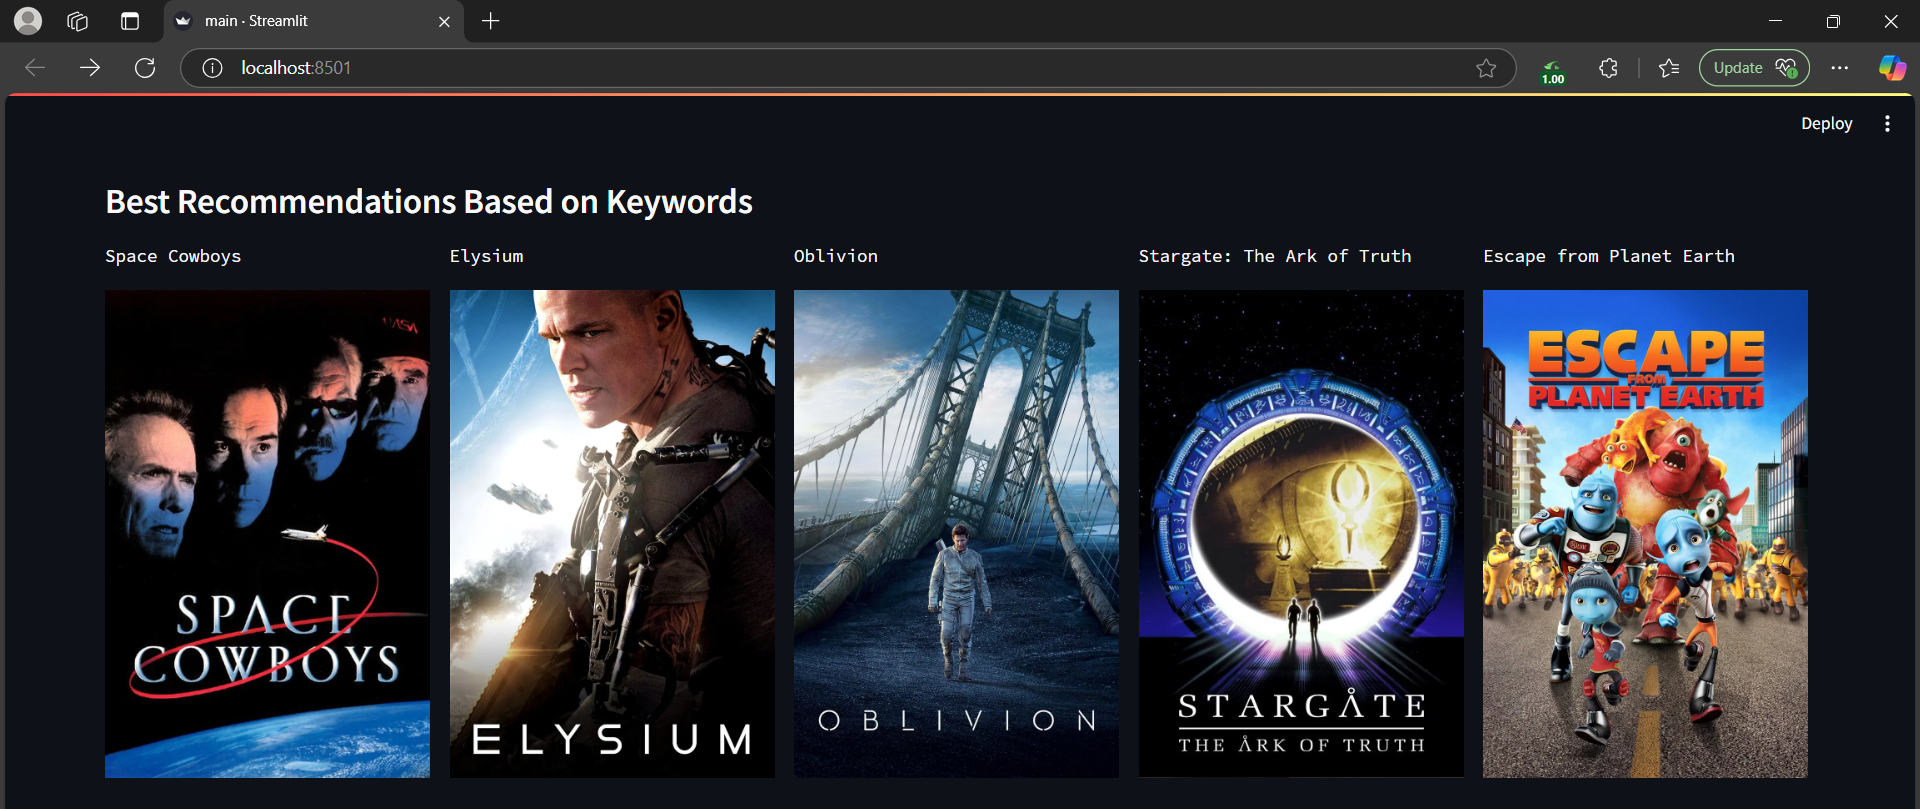 main · Streamlit
localhost:8501
1.00
Update
Deploy
Best Recommendations Based on Keywords
Space Cowboys
Elysium
Oblivion
Stargate: The Ark of Truth
Escape from Planet Earth
NASA
SPACE
COWBOYS
ELYSIUM
OBLIVION
STARGATE
THE ARK OF TRUTH
ESCAPE
FROM
PLANET EARTH